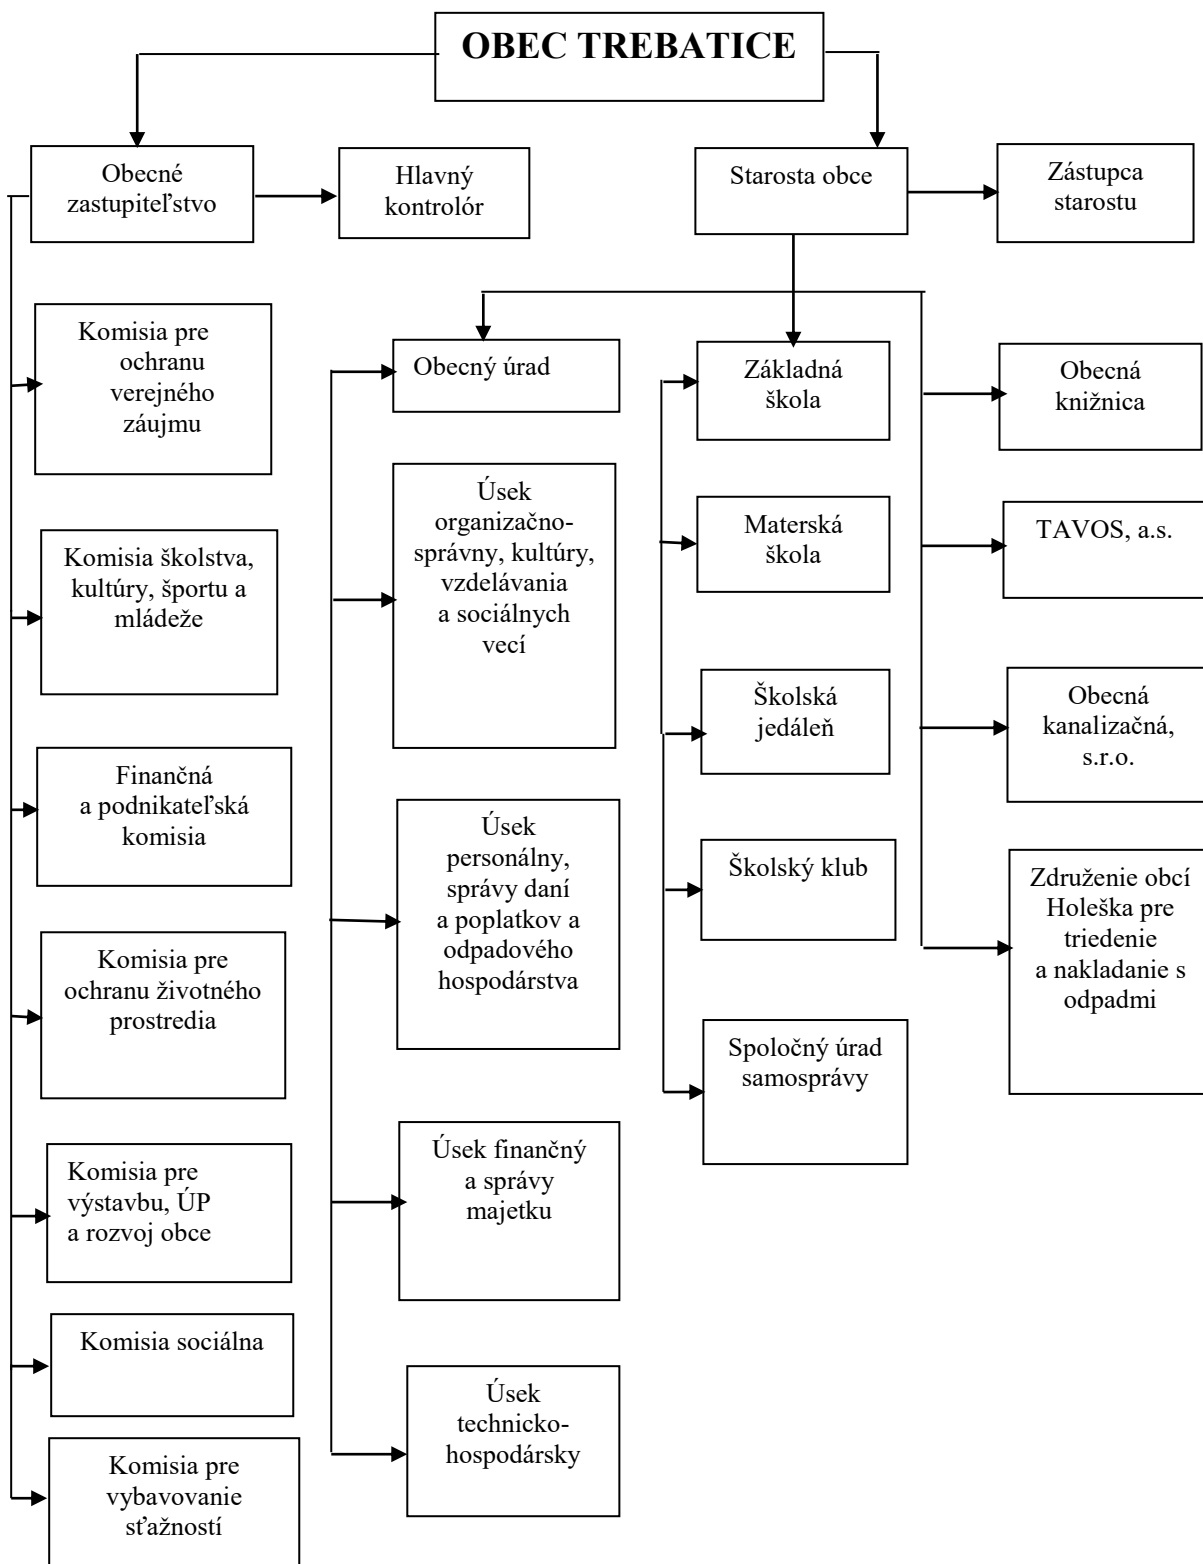 OBEC TREBATICE
Obecné
zastupiteľstvo
Hlavný
kontrolór
Starosta obce
Zástupca
starostu
Komisia pre
ochranu
verejného
záujmu
Komisia školstva,
kultúry, športu a
mládeže
Finančná
a podnikateľská
komisia
Komisia pre
ochranu životného
prostredia
Komisia pre
výstavbu, ÚP
a rozvoj obce
Komisia sociálna
Komisia pre
vybavovanie
sťažností
Obecný úrad
Úsek
organizačno-
správny, kultúry,
vzdelávania
a sociálnych
vecí
Úsek
personálny,
správy daní
a poplatkov a
odpadového
hospodárstva
Úsek finančný
a správy
majetku
Úsek
technicko-
hospodársky
Základná
škola
Materská
škola
Školská
jedáleň
Školský klub
Spoločný úrad
samosprávy
Obecná
knižnica
TAVOS, a.s.
Obecná
kanalizačná,
s.r.o.
Združenie obcí
Holeška pre
triedenie
a nakladanie s
odpadmi